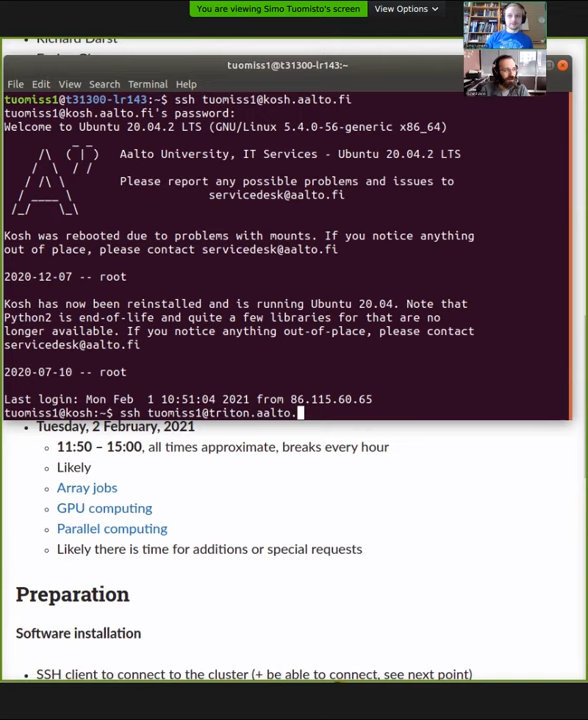 You are viewing Simo Tuomisto's screen
View Options
Richard Darst
tuomiss1@t31300-lr143:~
File Edit View Search Terminal Help
tuomiss1@t31300-lr143:~$ ssh tuomiss1@kosh.aalto.fi
tuomiss1@kosh.aalto.fi's password:
Welcome to Ubuntu 20.04.2 LTS (GNU/Linux 5.4.0-56-generic x86_64)
Aalto University, IT Services - Ubuntu 20.04.2 LTS
Please report any possible problems and issues to
servicedesk@aalto.fi
Kosh was rebooted due to problems with mounts. If you notice anything
out of place, please contact servicedesk@aalto.fi
2020-12-07 -- root
Kosh has now been reinstalled and is running Ubuntu 20.04. Note that
Python2 is end-of-life and quite a few libraries for that are no
longer available. If you notice anything out-of-place, please contact
servicedesk@aalto.fi
2020-07-10 -- root
Last login: Mon Feb  1 10:51:04 2021 from 86.115.60.65
tuomiss1@kosh:~$ ssh tuomiss1@triton.aalto.
Tuesday, 2 February, 2021
11:50 – 15:00, all times approximate, breaks every hour
Likely
Array jobs
GPU computing
Parallel computing
Likely there is time for additions or special requests
Preparation
Software installation
SSH client to connect to the cluster (+ be able to connect, see next point)